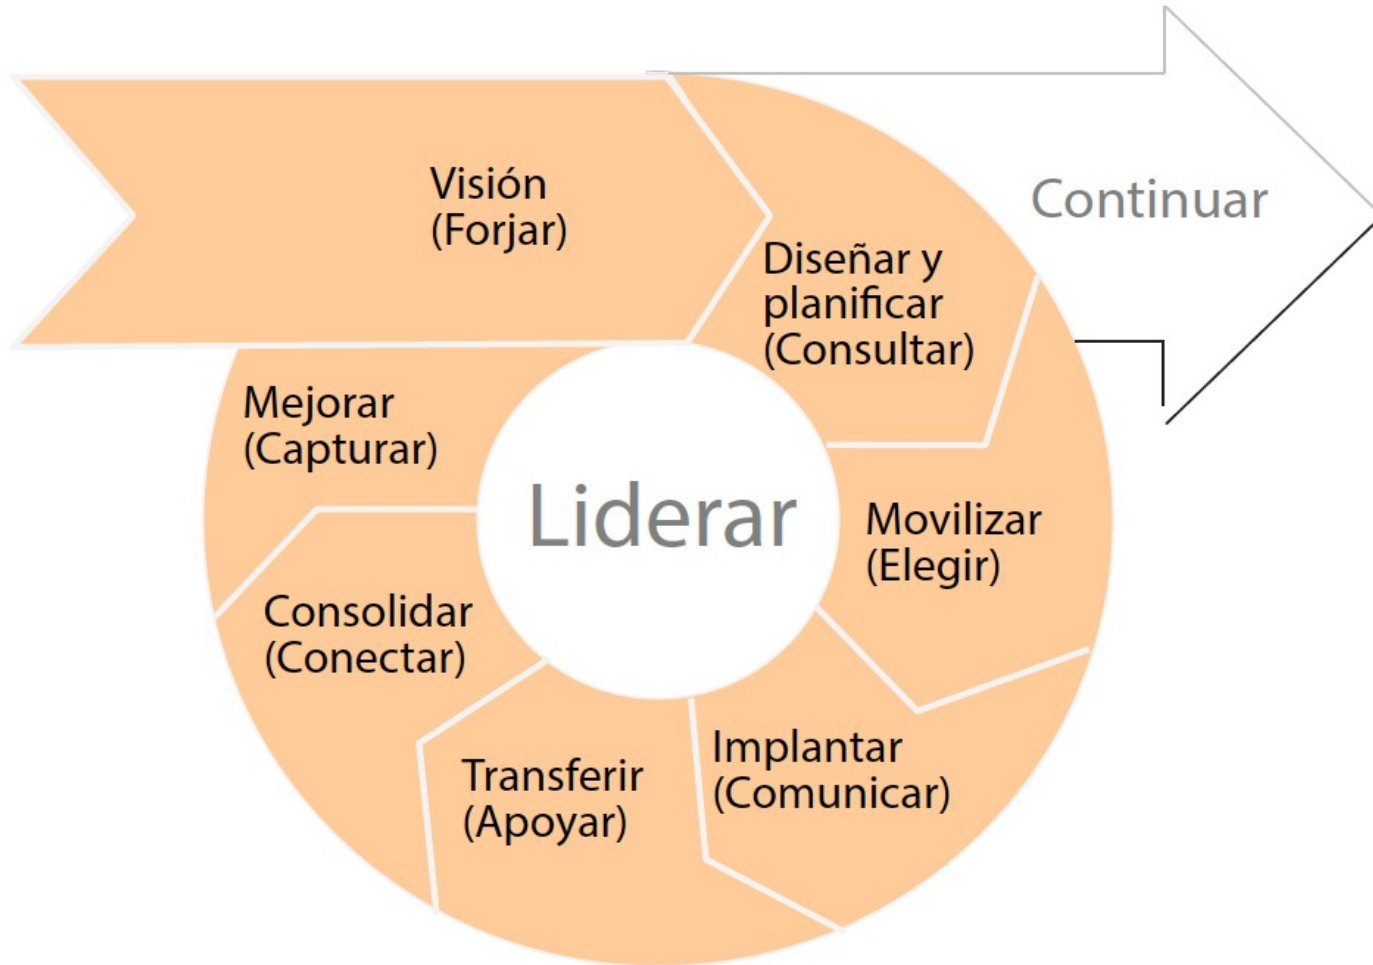 Visión
(Forjar)
Continuar
Diseñar y
planificar
(Consultar)
Movilizar
(Elegir)
Implantar
(Comunicar)
Transferir
(Apoyar)
Consolidar
(Conectar)
Mejorar
(Capturar)
Liderar